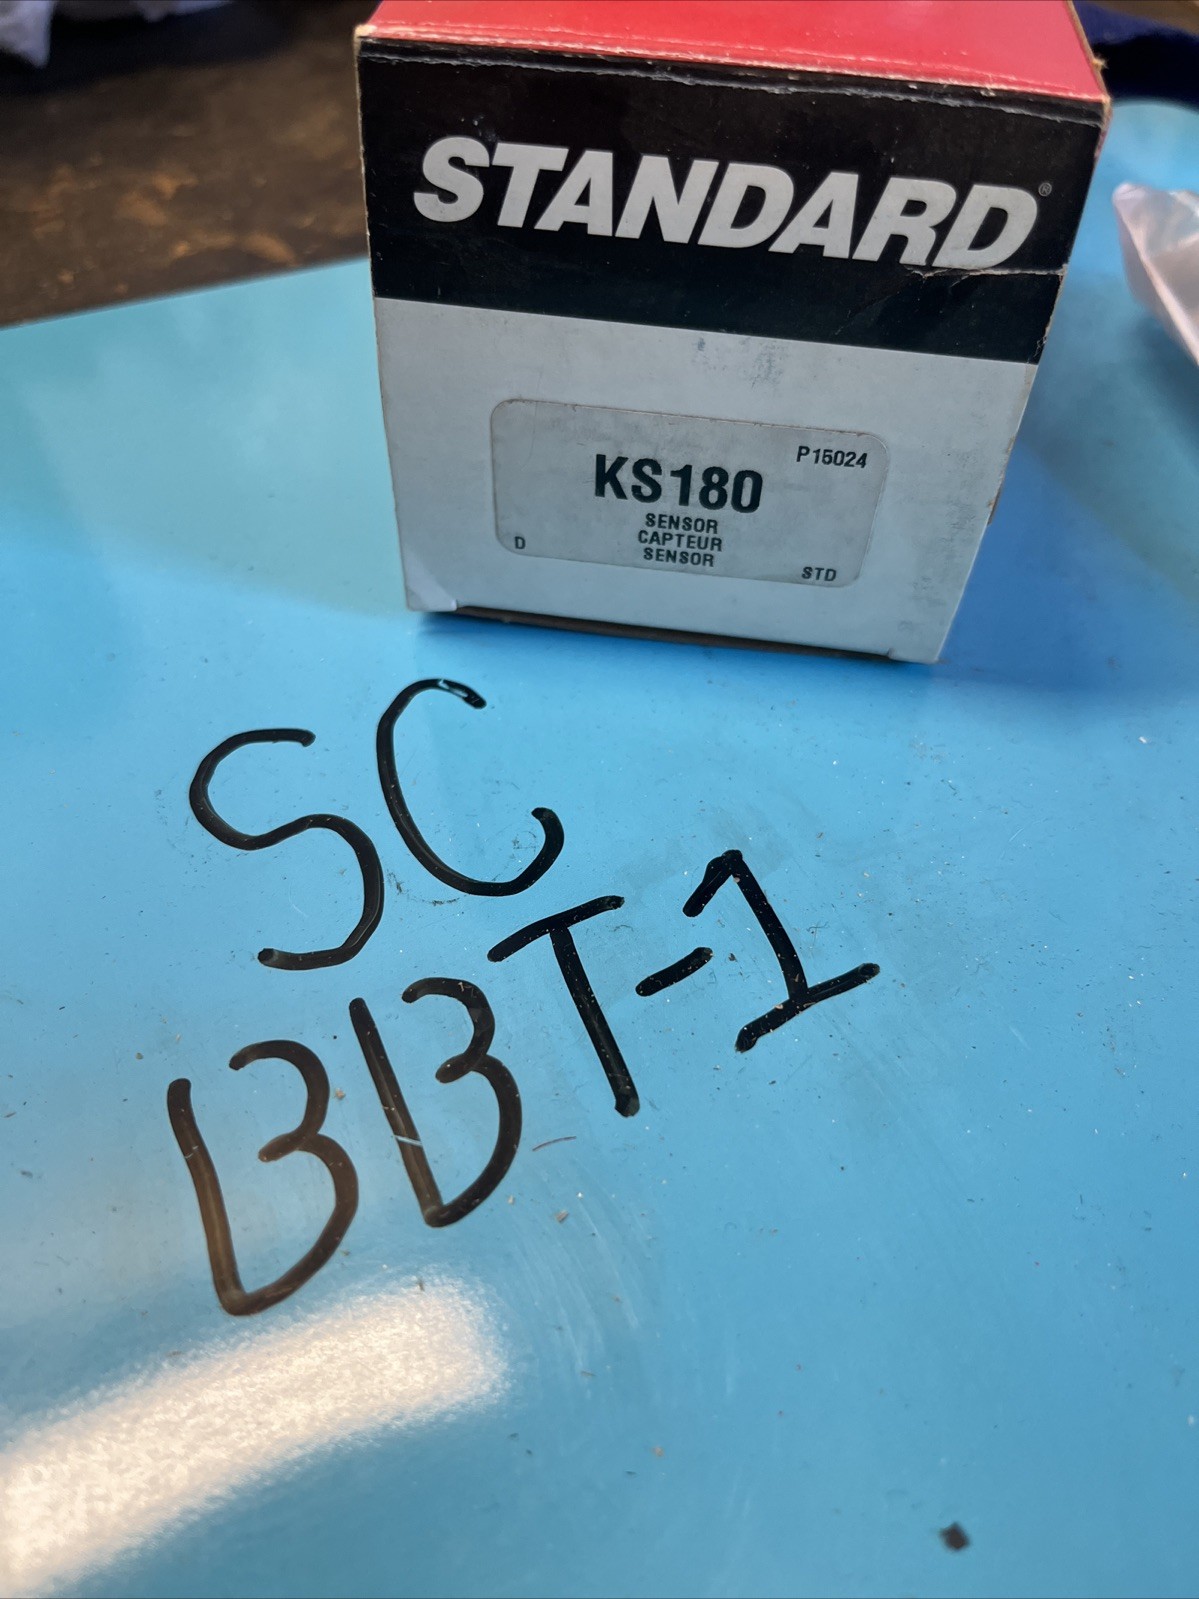 STANDARD®
P15024
KS180
SENSOR
CAPTEUR
SENSOR
D
STD
SC
BBT-1